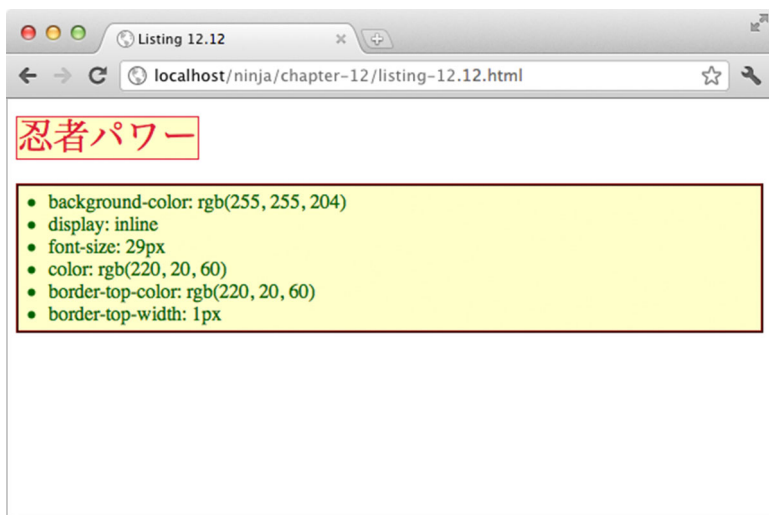 Listing 12.12
localhost/ninja/chapter-12/listing-12.12.html
忍者パワー
background-color: rgb(255, 255, 204)
display: inline
font-size: 29px
color: rgb(220, 20, 60)
border-top-color: rgb(220, 20, 60)
border-top-width: 1px